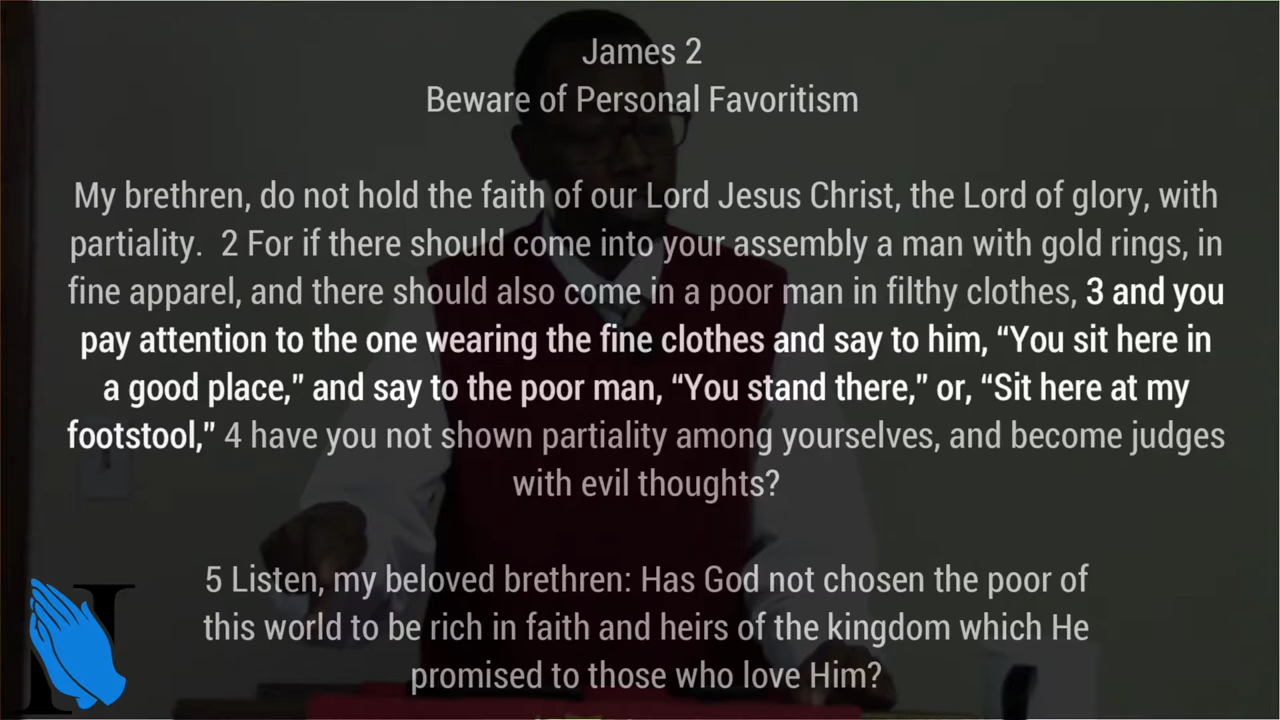 James 2
Beware of Personal Favoritism
My brethren, do not hold the faith of our Lord Jesus Christ, the Lord of glory, with
partiality.  2 For if there should come into your assembly a man with gold rings, in
fine apparel, and there should also come in a poor man in filthy clothes, 3 and you
pay attention to the one wearing the fine clothes and say to him, “You sit here in
a good place,” and say to the poor man, “You stand there,” or, “Sit here at my
footstool,” 4 have you not shown partiality among yourselves, and become judges
with evil thoughts?
5 Listen, my beloved brethren: Has God not chosen the poor of
this world to be rich in faith and heirs of the kingdom which He
promised to those who love Him?
N